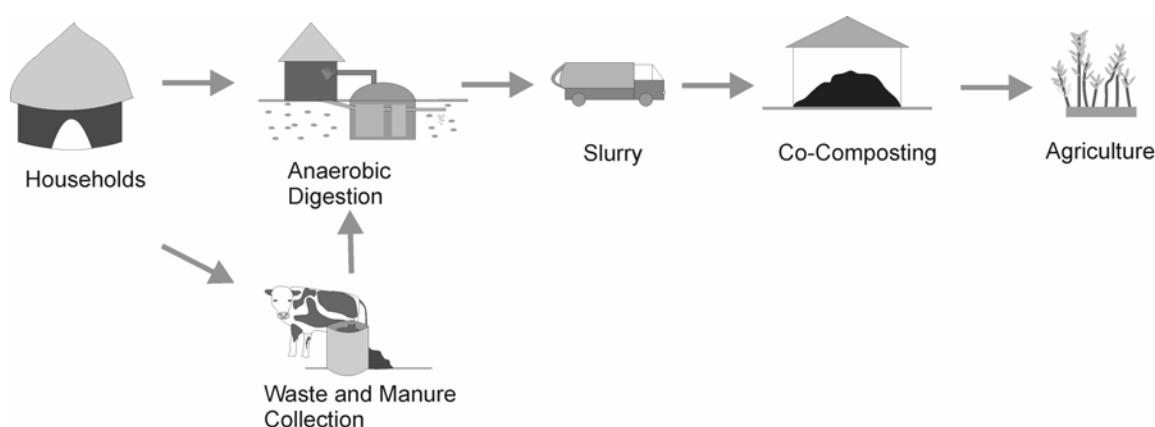 Households
Anaerobic
Digestion
Slurry
Co-Composting
Agriculture
Waste and Manure
Collection